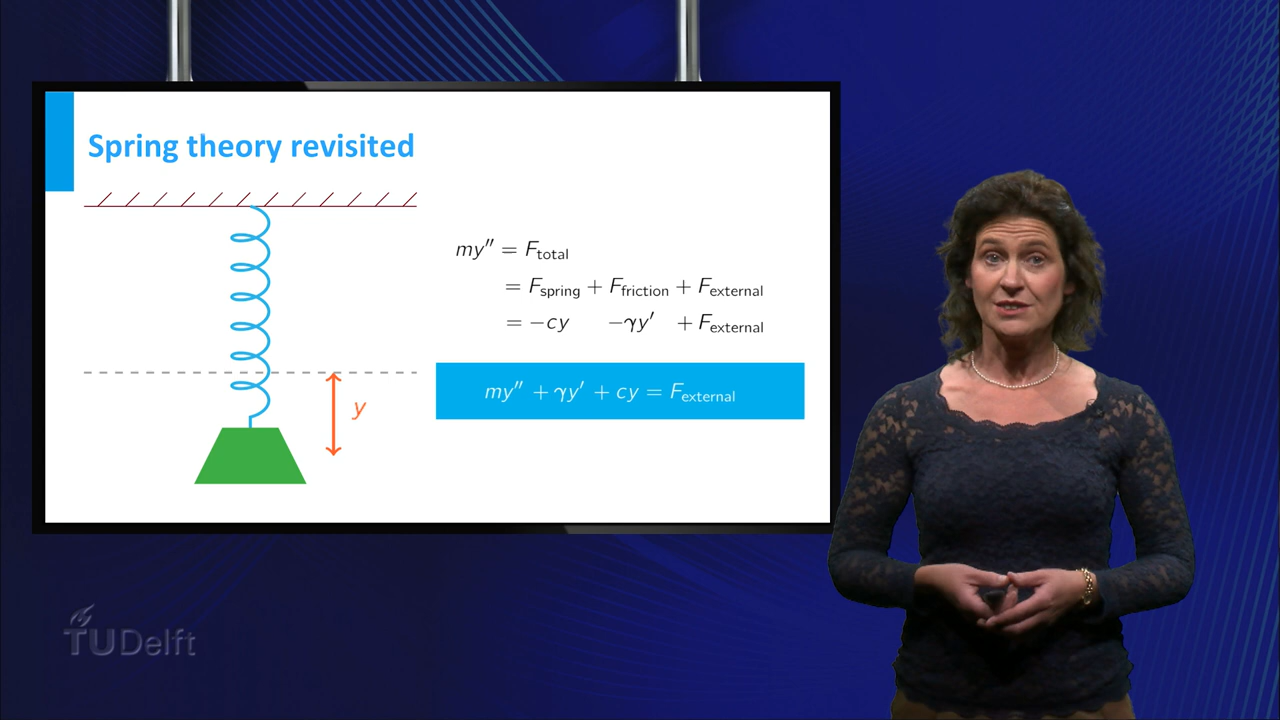 Spring theory revisited
my″ = F_total
= F_spring + F_friction + F_external
= −cy −γy′ + F_external
my″ + γy′ + cy = F_external
y
TUDelft